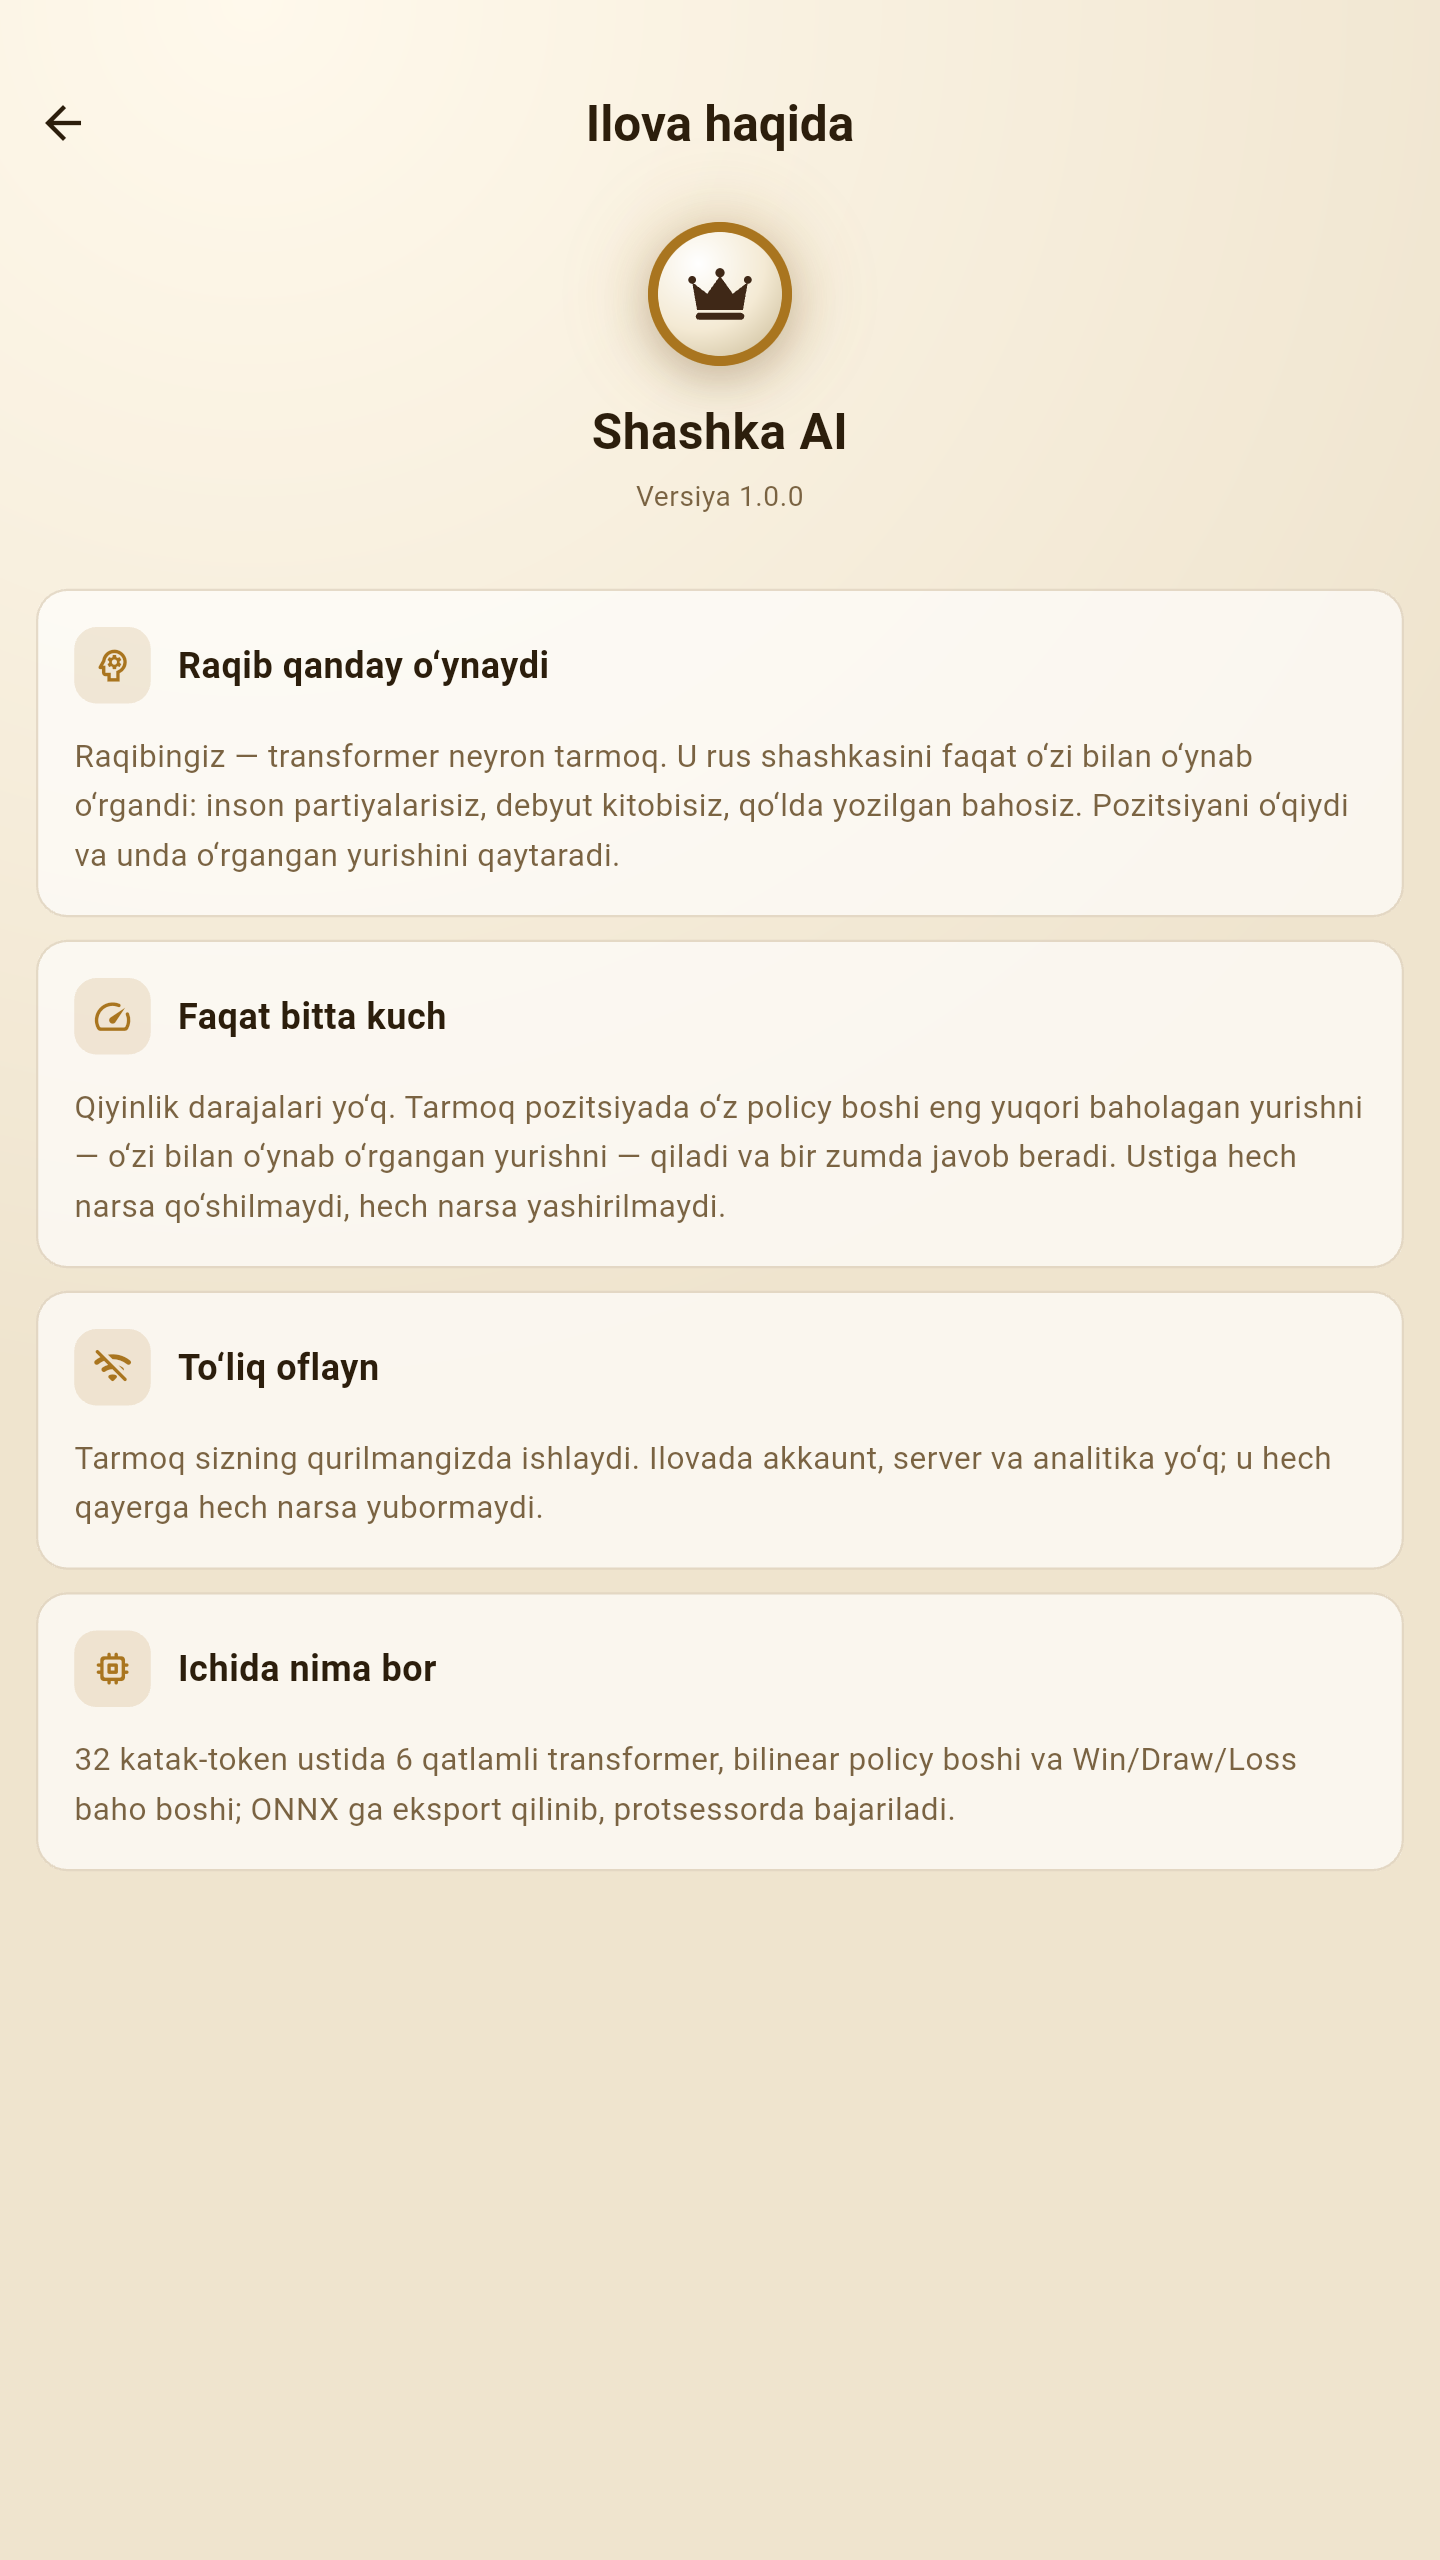 Ilova haqida
Shashka AI
Versiya 1.0.0
Raqib qanday oʻynaydi
Raqibingiz — transformer neyron tarmoq. U rus shashkasini faqat oʻzi bilan oʻynab
oʻrgandi: inson partiyalarisiz, debyut kitobisiz, qoʻlda yozilgan bahosiz. Pozitsiyani oʻqiydi
va unda oʻrgangan yurishini qaytaradi.
Faqat bitta kuch
Qiyinlik darajalari yoʻq. Tarmoq pozitsiyada oʻz policy boshi eng yuqori baholagan yurishni
— oʻzi bilan oʻynab oʻrgangan yurishni — qiladi va bir zumda javob beradi. Ustiga hech
narsa qoʻshilmaydi, hech narsa yashirilmaydi.
Toʻliq oflayn
Tarmoq sizning qurilmangizda ishlaydi. Ilovada akkaunt, server va analitika yoʻq; u hech
qayerga hech narsa yubormaydi.
Ichida nima bor
32 katak-token ustida 6 qatlamli transformer, bilinear policy boshi va Win/Draw/Loss
baho boshi; ONNX ga eksport qilinib, protsessorda bajariladi.